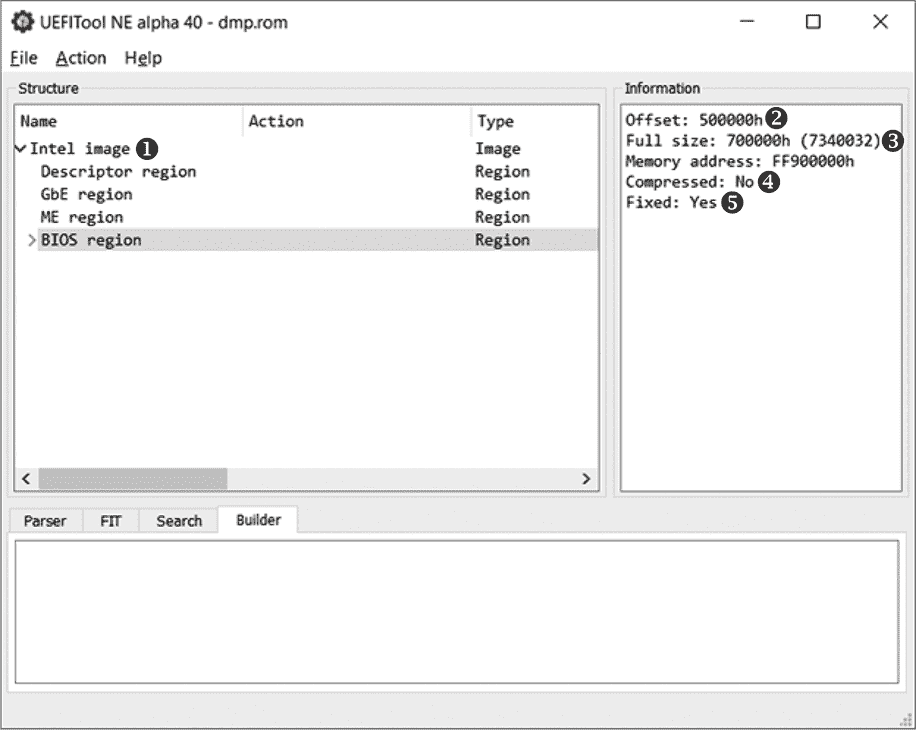 UEFITool NE alpha 40 - dmp.rom
File Action Help
Structure
Name Action Type
Intel image ❶ Image
Descriptor region Region
GbE region Region
ME region Region
BIOS region Region
Information
Offset: 500000h ❷
Full size: 700000h (7340032) ❸
Memory address: FF900000h
Compressed: No ❹
Fixed: Yes ❺
Parser FIT Search Builder